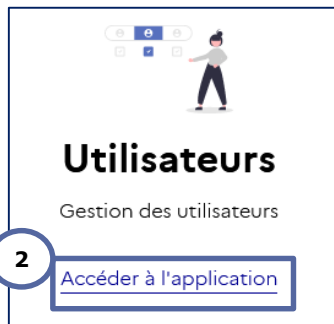 Utilisateurs
Gestion des utilisateurs
2
Accéder à l'application